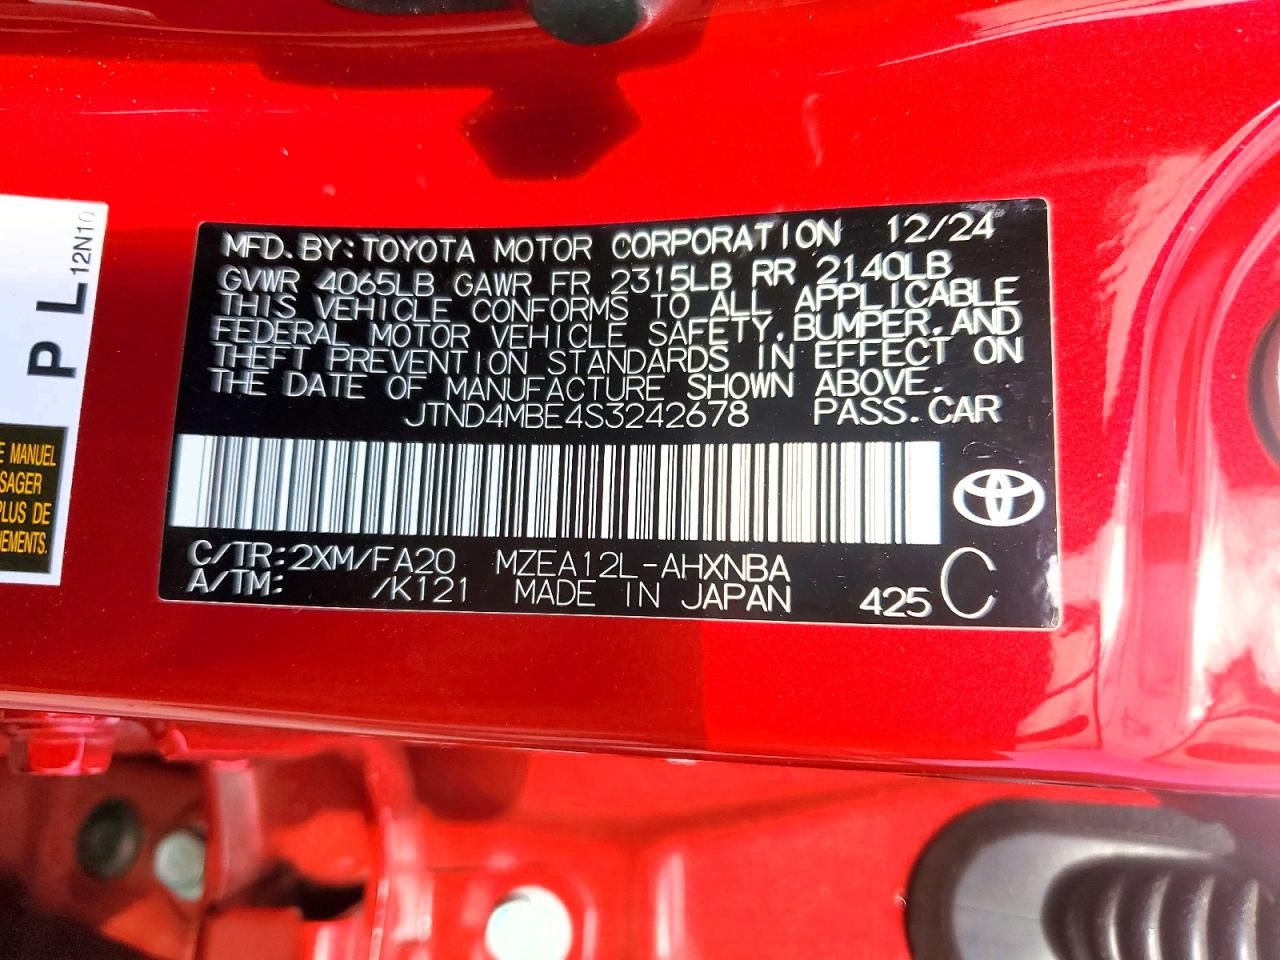 MFD. BY: TOYOTA MOTOR CORPORATION 12/24
GVWR 4065LB GAWR FR 2315LB RR 2140LB
THIS VEHICLE CONFORMS TO ALL APPLICABLE
FEDERAL MOTOR VEHICLE SAFETY, BUMPER, AND
THEFT PREVENTION STANDARDS IN EFFECT ON
THE DATE OF MANUFACTURE SHOWN ABOVE.
JTND4MBE4S3242678 PASS. CAR
C/TR: 2XM/FA20 MZEA12L-AHXNBA
A/TM: /K121 MADE IN JAPAN 425 C
P L 12N10
E MANUEL
SAGER
PLUS DE
NEMENTS.